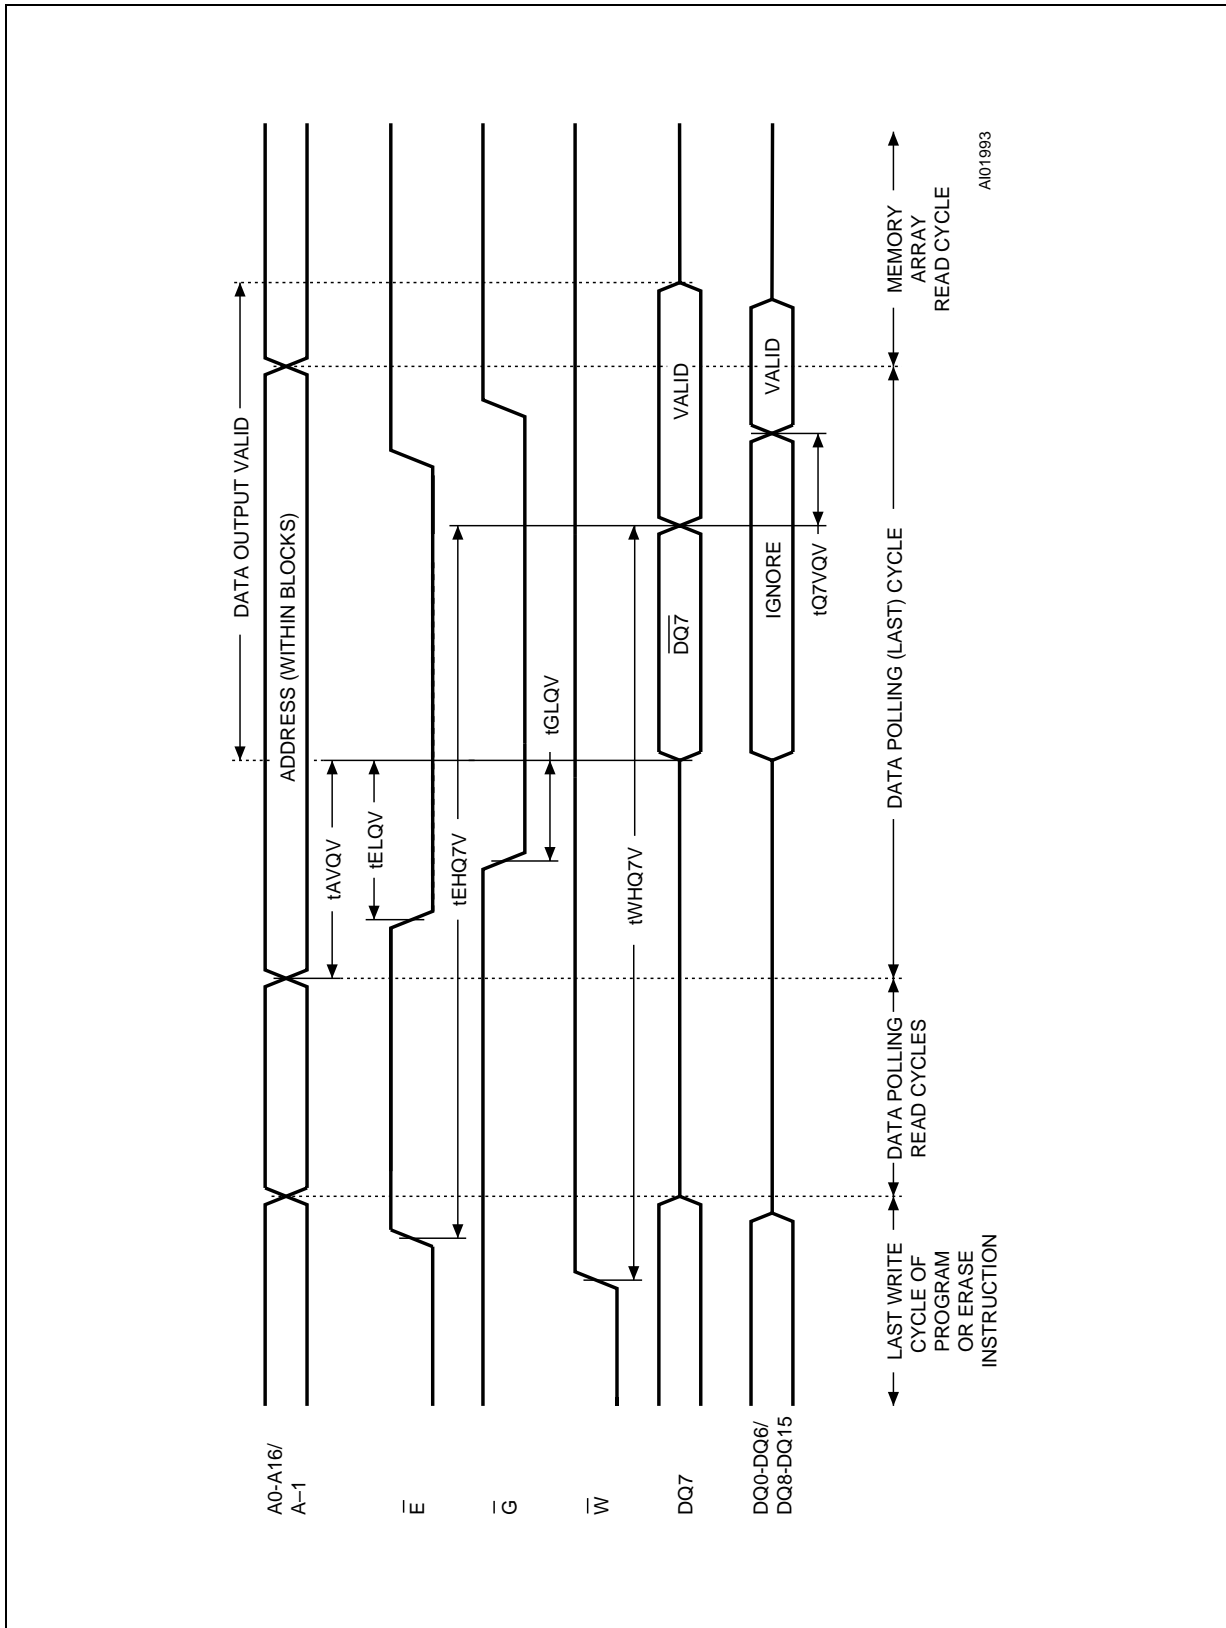 DATA OUTPUT VALID
A0-A16/
A–1
ADDRESS (WITHIN BLOCKS)
tAVQV
tELQV
E
tEHQ7V
G
tGLQV
W
tWHQ7V
DQ7
DQ7
VALID
DQ0-DQ6/
DQ8-DQ15
IGNORE
VALID
tQ7VQV
LAST WRITE
CYCLE OF
PROGRAM
OR ERASE
INSTRUCTION
DATA POLLING
READ CYCLES
DATA POLLING (LAST) CYCLE
MEMORY
ARRAY
READ CYCLE
AI01993